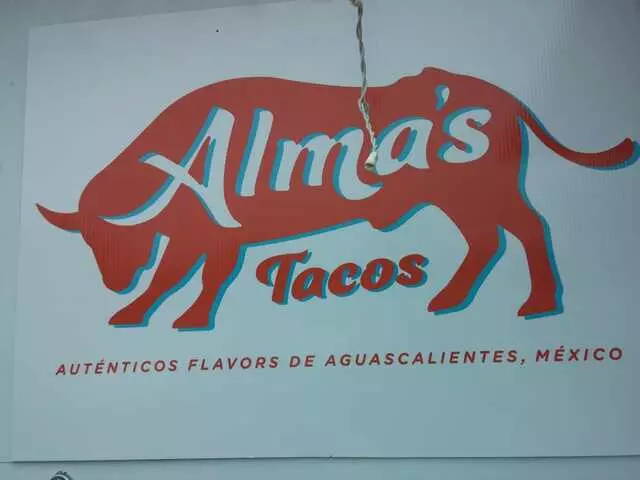 Alma's
Tacos
AUTÉNTICOS FLAVORS DE AGUASCALIENTES, MÉXICO